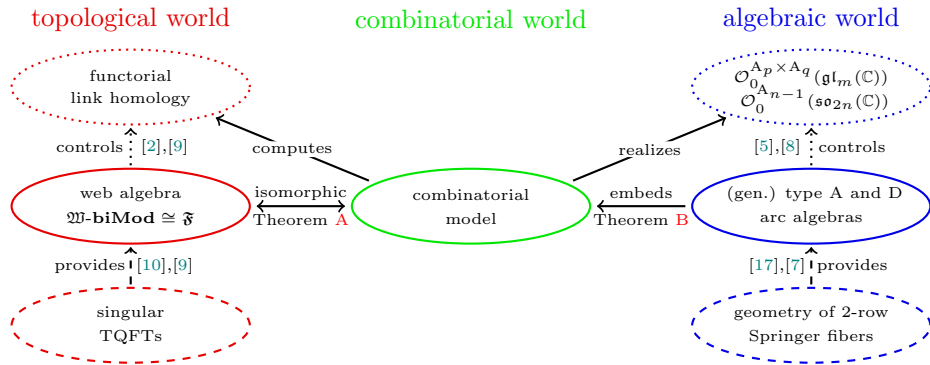 topological world
combinatorial world
algebraic world
functorial
link homology
𝒪₀^{A_p×A_q}(𝔤𝔩_m(ℂ))
𝒪₀^{A_{n−1}}(𝔰𝔬_{2n}(ℂ))
controls [2],[9]
computes
realizes
[5],[8] controls
web algebra
𝔚-biMod ≅ 𝕱
isomorphic
Theorem A
combinatorial
model
embeds
Theorem B
(gen.) type A and D
arc algebras
provides [10],[9]
[17],[7] provides
singular
TQFTs
geometry of 2-row
Springer fibers